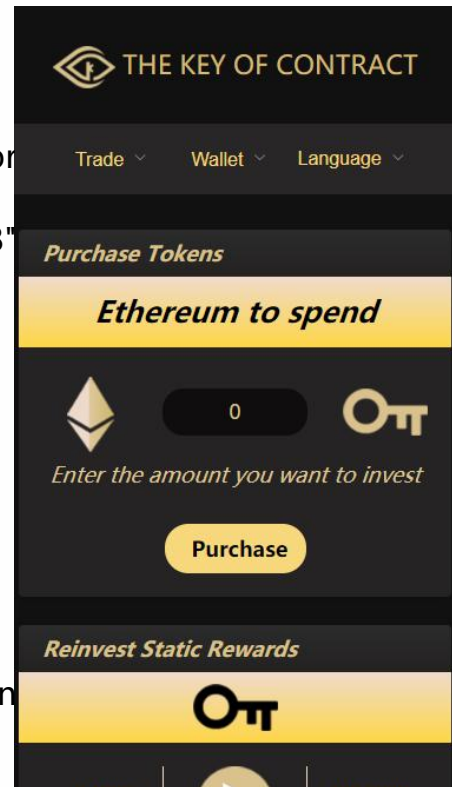 THE KEY OF CONTRACT
Trade Wallet Language
Purchase Tokens
Ethereum to spend
0
Enter the amount you want to invest
Purchase
Reinvest Static Rewards